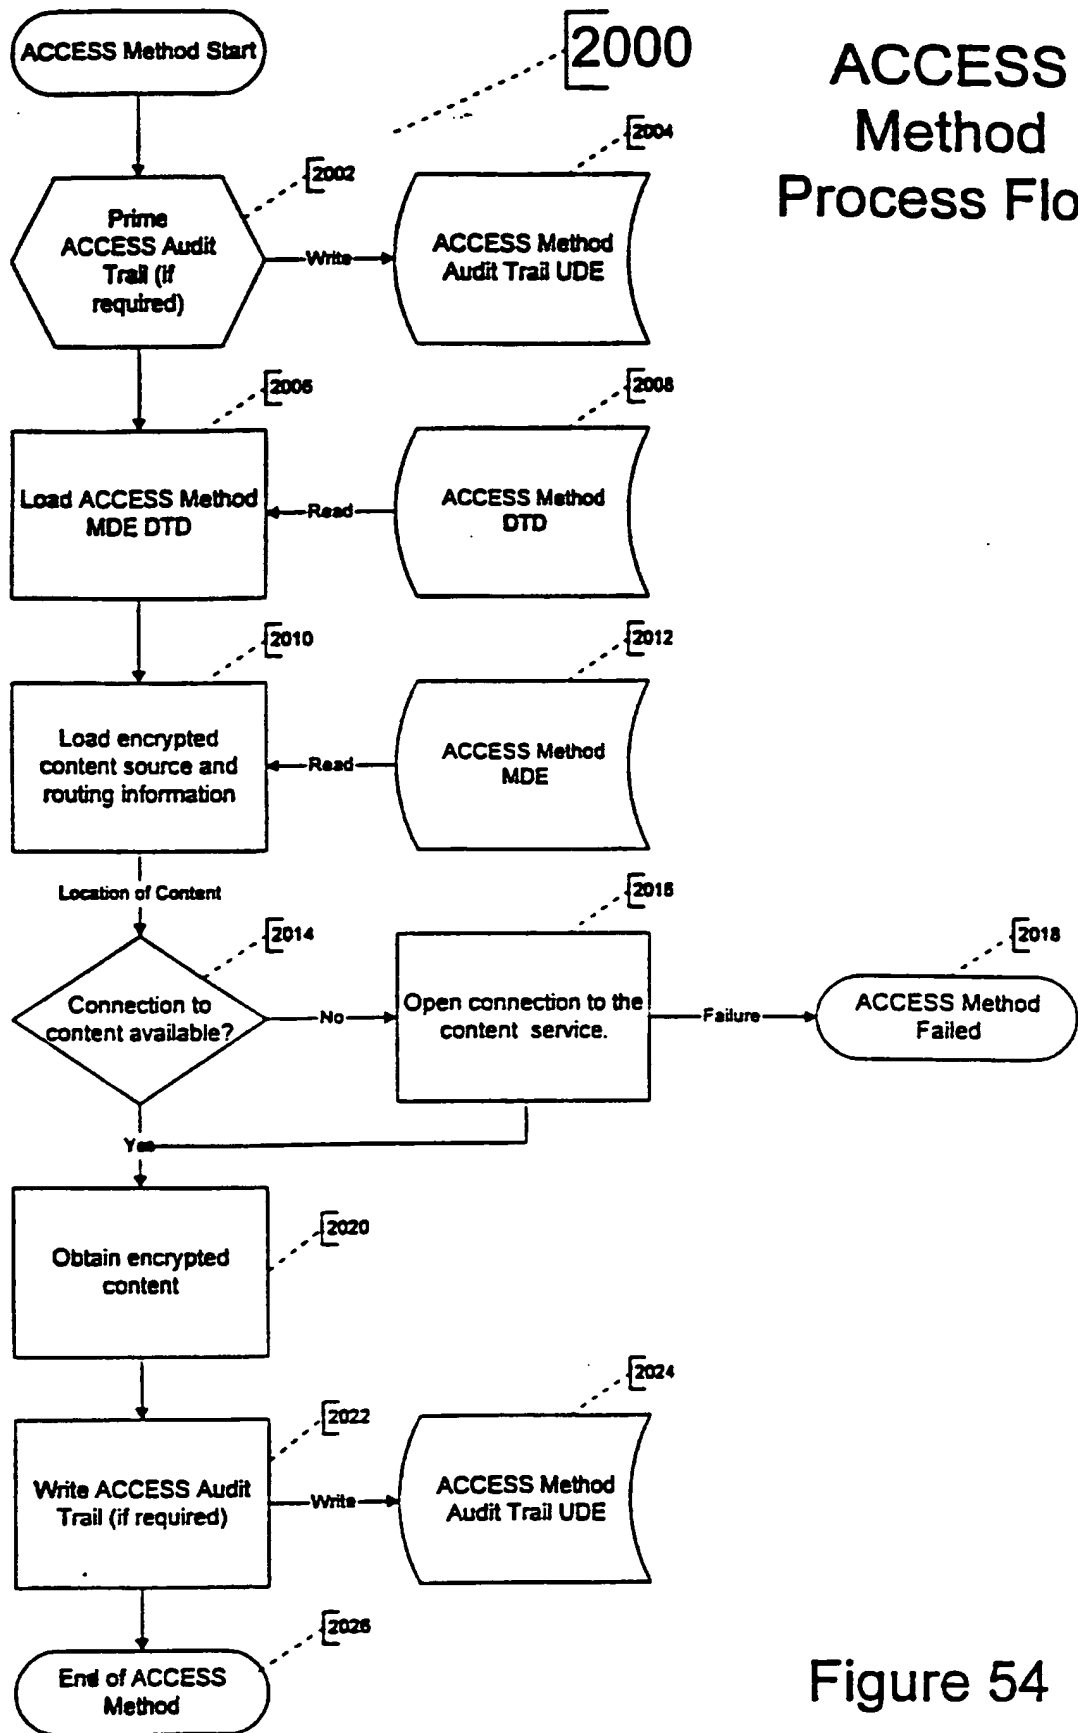 ACCESS Method Start
2000
ACCESS
Method
Process Flo
2002
Prime
ACCESS Audit
Trail (if
required)
Write
2004
ACCESS Method
Audit Trail UDE
2006
Load ACCESS Method
MDE DTD
Read
2008
ACCESS Method
DTD
2010
Load encrypted
content source and
routing information
Read
2012
ACCESS Method
MDE
Location of Content
2014
Connection to
content available?
No
2016
Open connection to the
content service.
Failure
2018
ACCESS Method
Failed
Yes
2020
Obtain encrypted
content
2022
Write ACCESS Audit
Trail (if required)
Write
2024
ACCESS Method
Audit Trail UDE
2026
End of ACCESS
Method
Figure 54